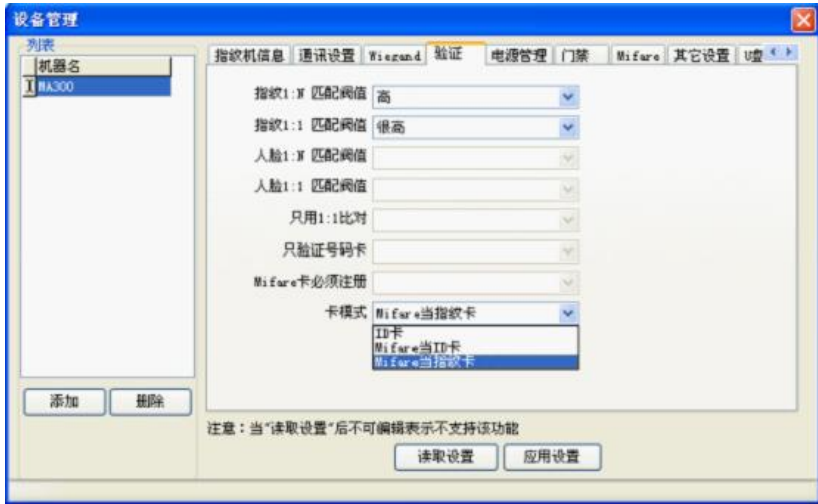 设备管理
列表
机器名
MA300
指纹机信息 通讯设置 Wiegand 验证 电源管理 门禁 Mifare 其它设置 U盘
指纹1:N 匹配阀值 高
指纹1:1 匹配阀值 很高
人脸1:N 匹配阀值
人脸1:1 匹配阀值
只用1:1比对
只验证号码卡
Mifare卡必须注册
卡模式 Mifare当指纹卡
ID卡
Mifare当ID卡
Mifare当指纹卡
添加 删除
注意：当"读取设置"后不可编辑表示不支持该功能
读取设置 应用设置